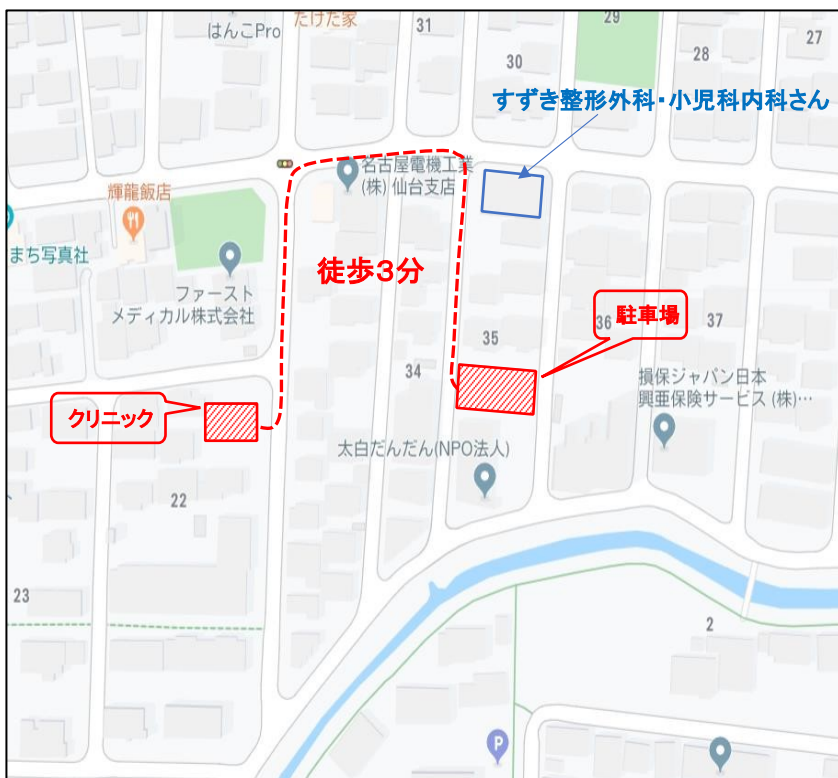 はんこPro
たけた家
31
30
29
28
27
すずき整形外科・小児科内科さん
名古屋電機工業
(株) 仙台支店
輝龍飯店
まち写真社
ファースト
メディカル株式会社
徒歩3分
駐車場
35
36
37
34
損保ジャパン日本
興亜保険サービス (株)…
クリニック
太白だんだん(NPO法人)
22
23
2
P